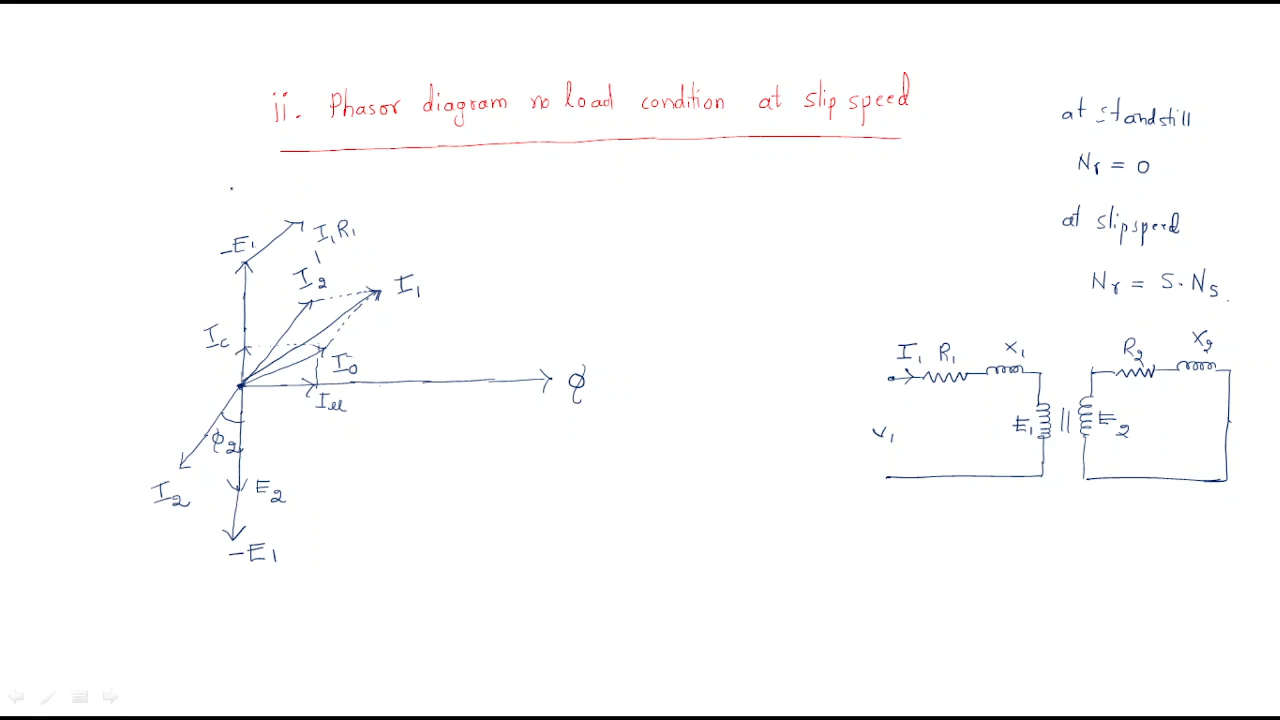 ii. Phasor diagram no load condition at slip speed
at standstill
Nr = 0
at slipspeed
Nr = S. Ns
-E1
I1R1
I2'
I1
Ic
I0
Iμ
ϕ
ϕ2
I2
E2
-E1
I1 R1 X1
R2 X2
V1
E1
E2